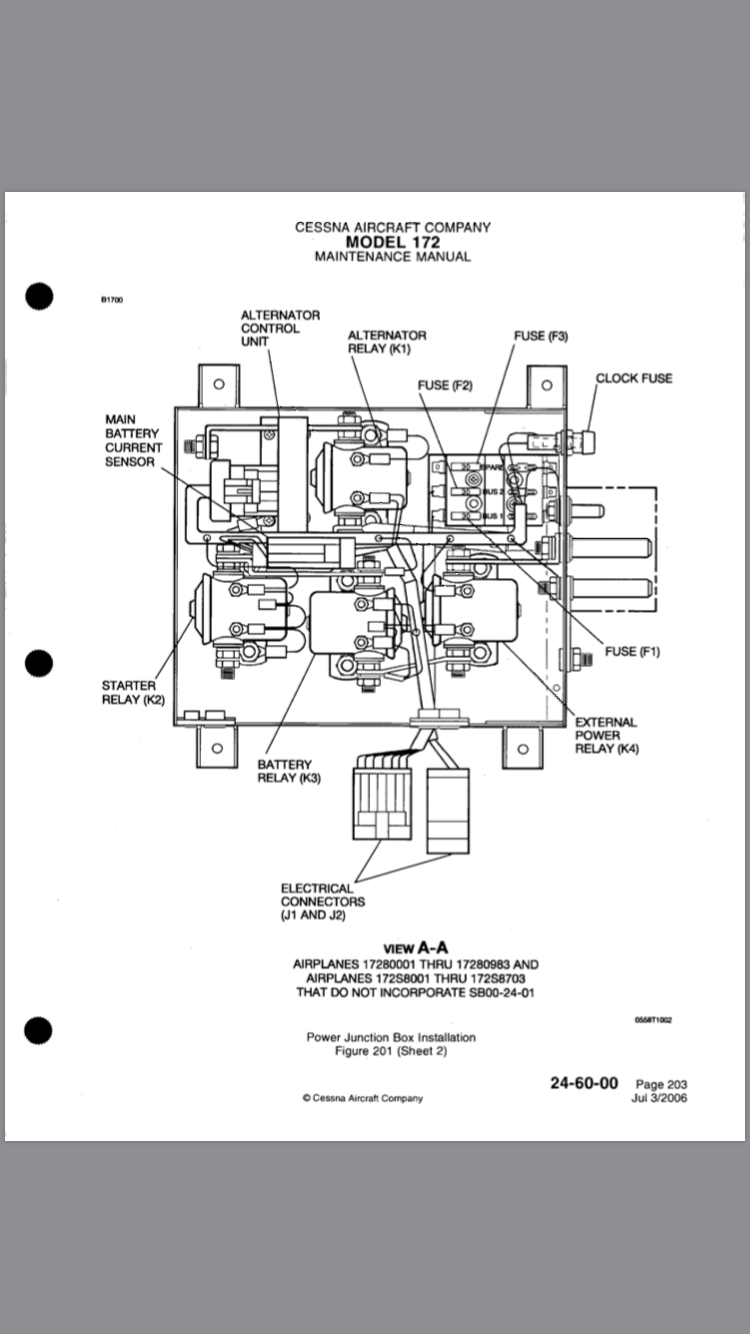 CESSNA AIRCRAFT COMPANY
MODEL 172
MAINTENANCE MANUAL
B1700
ALTERNATOR
CONTROL
UNIT
ALTERNATOR
RELAY (K1)
FUSE (F3)
FUSE (F2)
CLOCK FUSE
MAIN
BATTERY
CURRENT
SENSOR
30 SPARE
30 BUS 2
30 BUS 1
FUSE (F1)
STARTER
RELAY (K2)
EXTERNAL
POWER
RELAY (K4)
BATTERY
RELAY (K3)
ELECTRICAL
CONNECTORS
(J1 AND J2)
VIEW A-A
AIRPLANES 17280001 THRU 17280983 AND
AIRPLANES 172S8001 THRU 172S8703
THAT DO NOT INCORPORATE SB00-24-01
0558T1002
Power Junction Box Installation
Figure 201 (Sheet 2)
24-60-00 Page 203
Jul 3/2006
© Cessna Aircraft Company